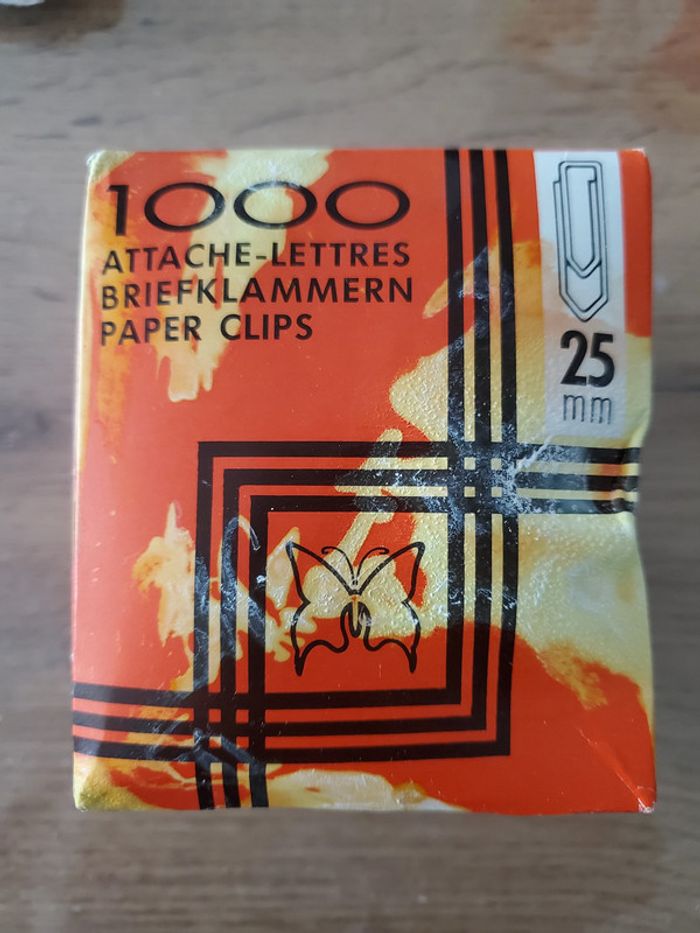 1000
ATTACHE-LETTRES
BRIEFKLAMMERN
PAPER CLIPS
25
mm